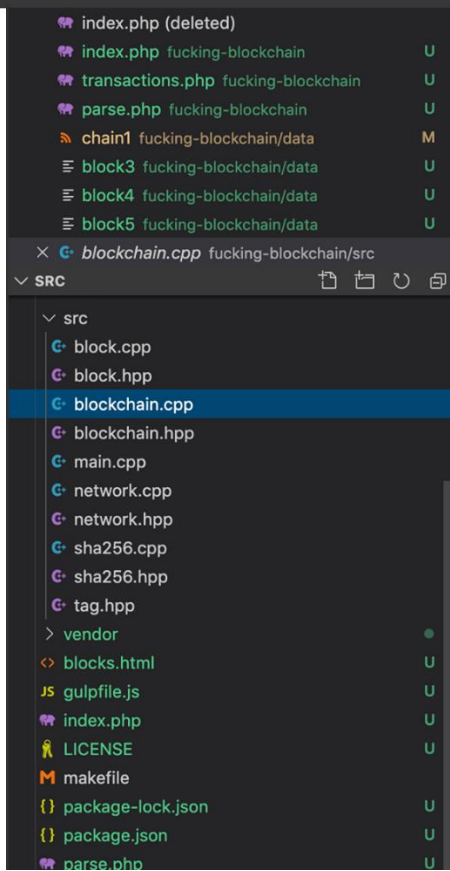 index.php (deleted)
index.php fucking-blockchain U
transactions.php fucking-blockchain U
parse.php fucking-blockchain U
chain1 fucking-blockchain/data M
block3 fucking-blockchain/data U
block4 fucking-blockchain/data U
block5 fucking-blockchain/data U
blockchain.cpp fucking-blockchain/src
SRC
src
block.cpp
block.hpp
blockchain.cpp
blockchain.hpp
main.cpp
network.cpp
network.hpp
sha256.cpp
sha256.hpp
tag.hpp
vendor
<> blocks.html U
JS gulpfile.js U
index.php U
LICENSE U
M makefile
{} package-lock.json U
{} package.json U
parse.php U